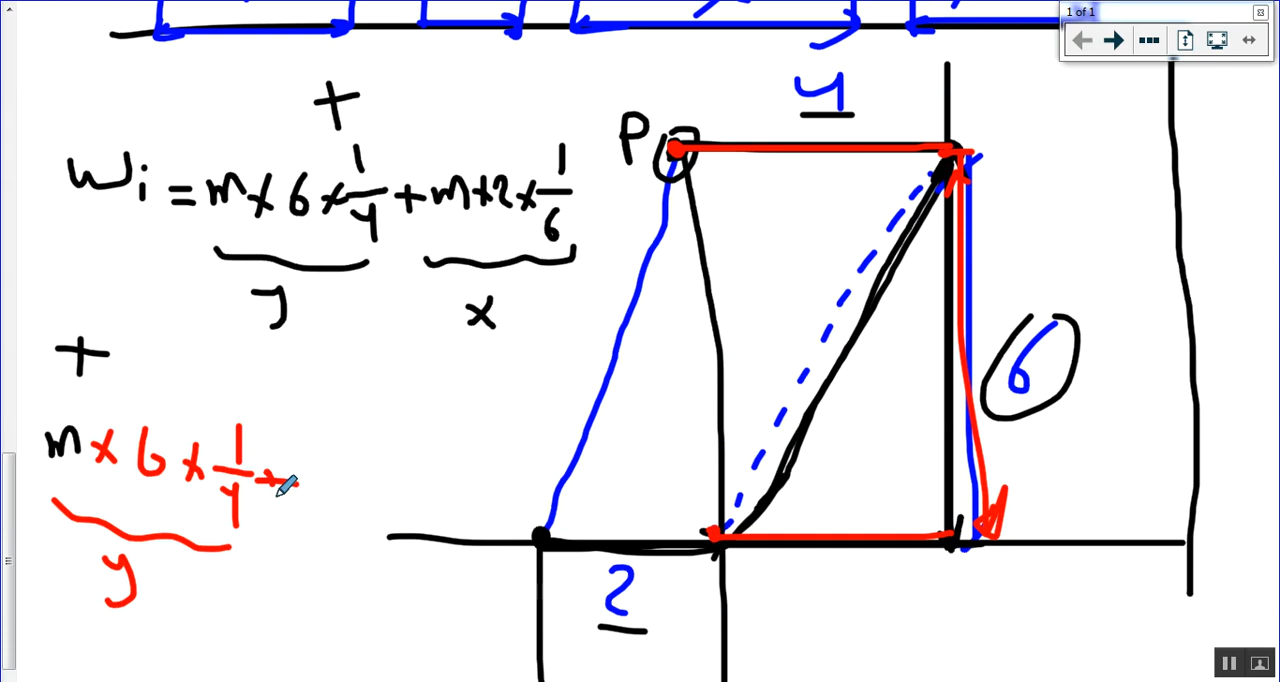 1 of 1
+
4
P
Wi = m × 6 × 1/4 + m × 2 × 1/6
y x
6
+
m × 6 × 1/4 +
y
2